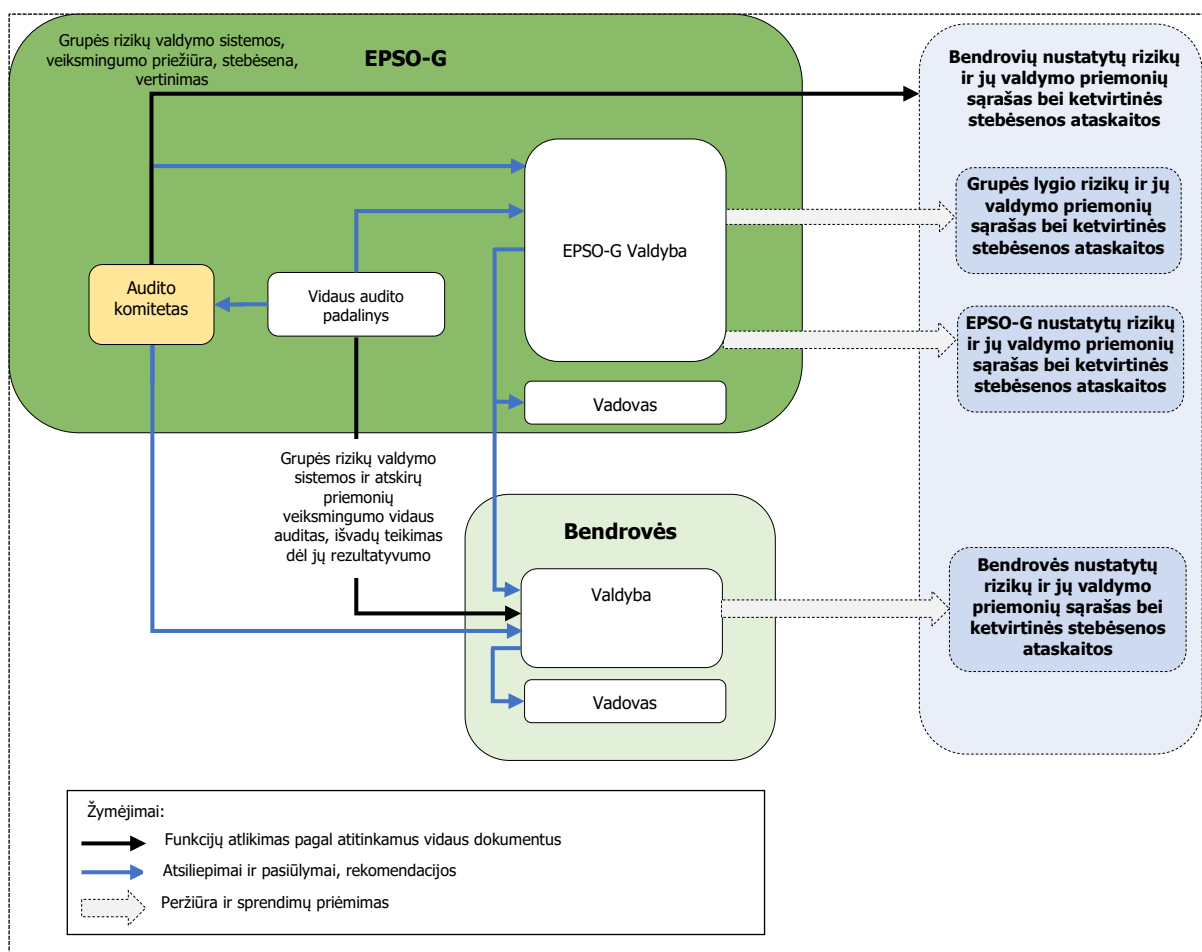 Grupės rizikų valdymo sistemos,
veiksmingumo priežiūra, stebėsena,
vertinimas
EPSO-G
Bendrovių nustatytų rizikų
ir jų valdymo priemonių
sąrašas bei ketvirtinės
stebėsenos ataskaitos
Grupės lygio rizikų ir jų
valdymo priemonių
sąrašas bei ketvirtinės
stebėsenos ataskaitos
EPSO-G Valdyba
Audito
komitetas
Vidaus audito
padalinys
EPSO-G nustatytų rizikų
ir jų valdymo priemonių
sąrašas bei ketvirtinės
stebėsenos ataskaitos
Vadovas
Grupės rizikų valdymo
sistemos ir atskirų
priemonių
veiksmingumo vidaus
auditas, išvadų teikimas
dėl jų rezultatyvumo
Bendrovės
Valdyba
Bendrovės nustatytų
rizikų ir jų valdymo
priemonių sąrašas bei
ketvirtinės stebėsenos
ataskaitos
Vadovas
Žymėjimai:
Funkcijų atlikimas pagal atitinkamus vidaus dokumentus
Atsiliepimai ir pasiūlymai, rekomendacijos
Peržiūra ir sprendimų priėmimas